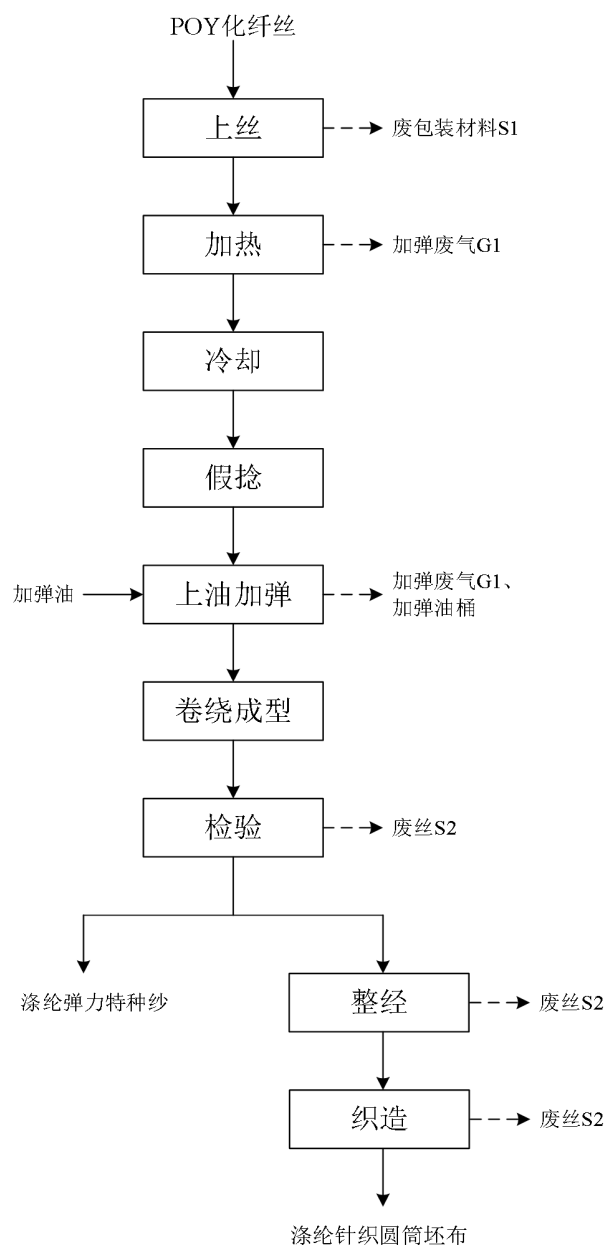 POY化纤丝
上丝
废包装材料S1
加热
加弹废气G1
冷却
假捻
加弹油
上油加弹
加弹废气G1、
加弹油桶
卷绕成型
检验
废丝S2
涤纶弹力特种纱
整经
废丝S2
织造
废丝S2
涤纶针织圆筒坯布